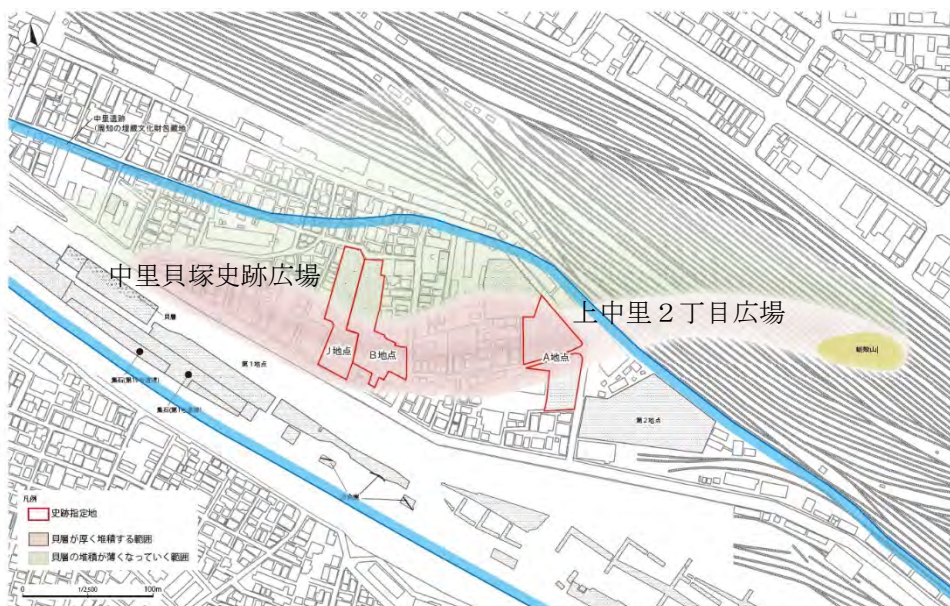 中里遺跡
(周知の埋蔵文化財包蔵地
中里貝塚史跡広場
上中里２丁目広場
貝層
J地点
B地点
A地点
第1地点
第2地点
凡例
史跡指定地
貝層が厚く堆積する範囲
貝層の堆積が薄くなっていく範囲
0 1/2,500 100m